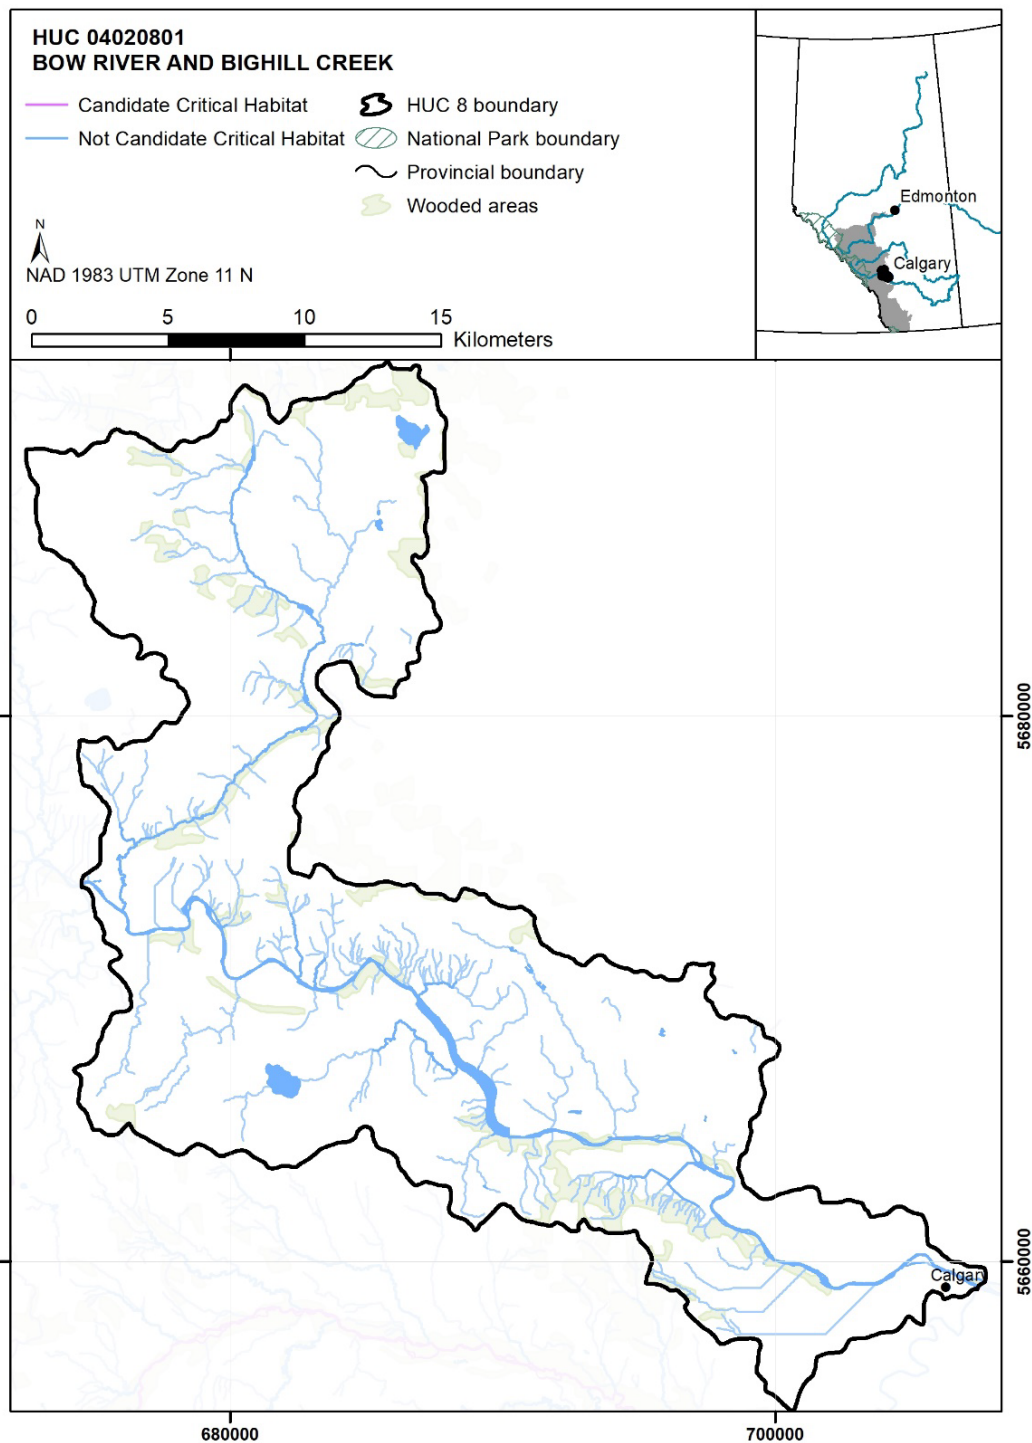 HUC 04020801
BOW RIVER AND BIGHILL CREEK
Candidate Critical Habitat
HUC 8 boundary
Not Candidate Critical Habitat
National Park boundary
Provincial boundary
Wooded areas
N
NAD 1983 UTM Zone 11 N
0 5 10 15
Kilometers
Edmonton
Calgary
5680000
5660000
Calgary
680000
700000